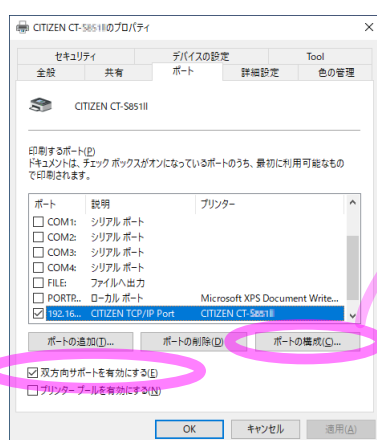 CITIZEN CT-S851IIのプロパティ
セキュリティ デバイスの設定 Tool
全般 共有 ポート 詳細設定 色の管理
CITIZEN CT-S851II
印刷するポート(P)
ドキュメントは、チェック ボックスがオンになっているポートのうち、最初に利用可能なもの
で印刷されます。
ポート 説明 プリンター
COM1: シリアル ポート
COM2: シリアル ポート
COM3: シリアル ポート
COM4: シリアル ポート
FILE: ファイルへ出力
PORTP... ローカル ポート Microsoft XPS Document Write...
192.16... CITIZEN TCP/IP Port CITIZEN CT-S851II
ポートの追加(T)... ポートの削除(D) ポートの構成(C)...
双方向サポートを有効にする(E)
プリンター プールを有効にする(N)
OK キャンセル 適用(A)